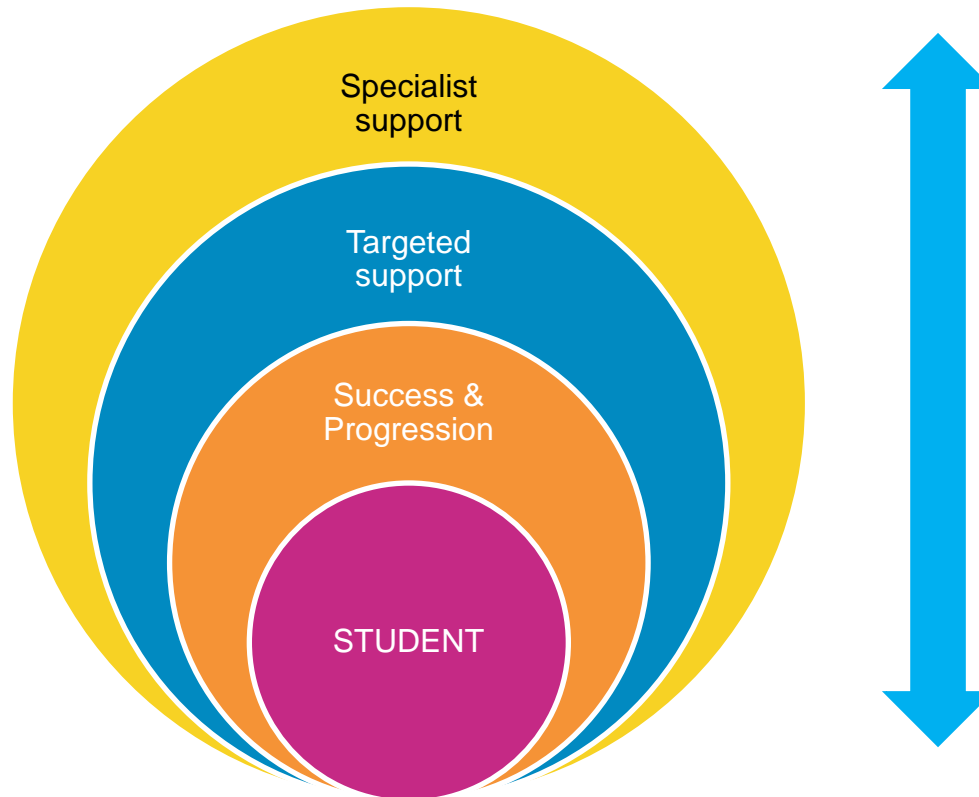 Specialist
support
Targeted
support
Success &
Progression
STUDENT